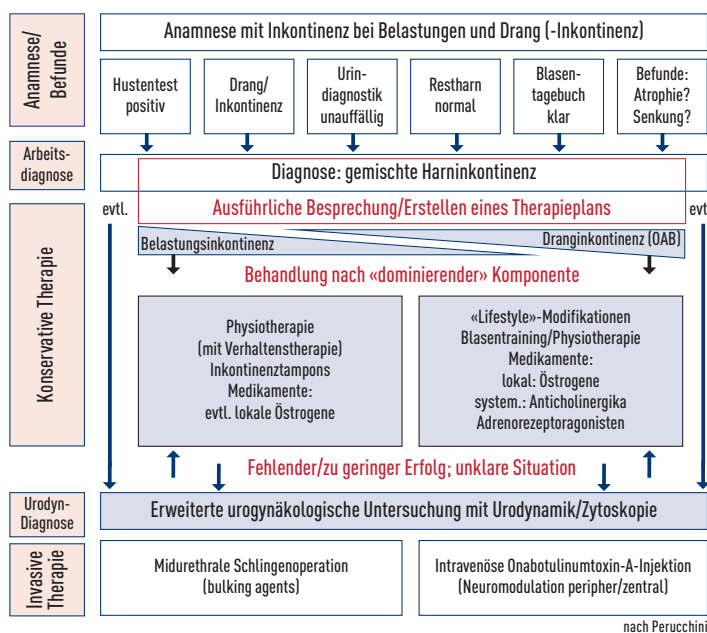 Anamnese/
Befunde
Anamnese mit Inkontinenz bei Belastungen und Drang (-Inkontinenz)
Hustentest
positiv
Drang/
Inkontinenz
Urin-
diagnostik
unauffällig
Restharn
normal
Blasen-
tagebuch
klar
Befunde:
Atrophie?
Senkung?
Arbeits-
diagnose
Diagnose: gemischte Harninkontinenz
Konservative Therapie
evtl.
Ausführliche Besprechung/Erstellen eines Therapieplans
evt
Belastungsinkontinenz
Dranginkontinenz (OAB)
Behandlung nach «dominierender» Komponente
Physiotherapie
(mit Verhaltenstherapie)
Inkontinenztampons
Medikamente:
evtl. lokale Östrogene
«Lifestyle»-Modifikationen
Blasentraining/Physiotherapie
Medikamente:
lokal: Östrogene
system.: Anticholinergika
Adrenorezeptoragonisten
Fehlender/zu geringer Erfolg; unklare Situation
Urodyn-
Diagnose
Erweiterte urogynäkologische Untersuchung mit Urodynamik/Zytoskopie
Invasive
Therapie
Midurethrale Schlingenoperation
(bulking agents)
Intravenöse Onabotulinumtoxin-A-Injektion
(Neuromodulation peripher/zentral)
nach Perucchini